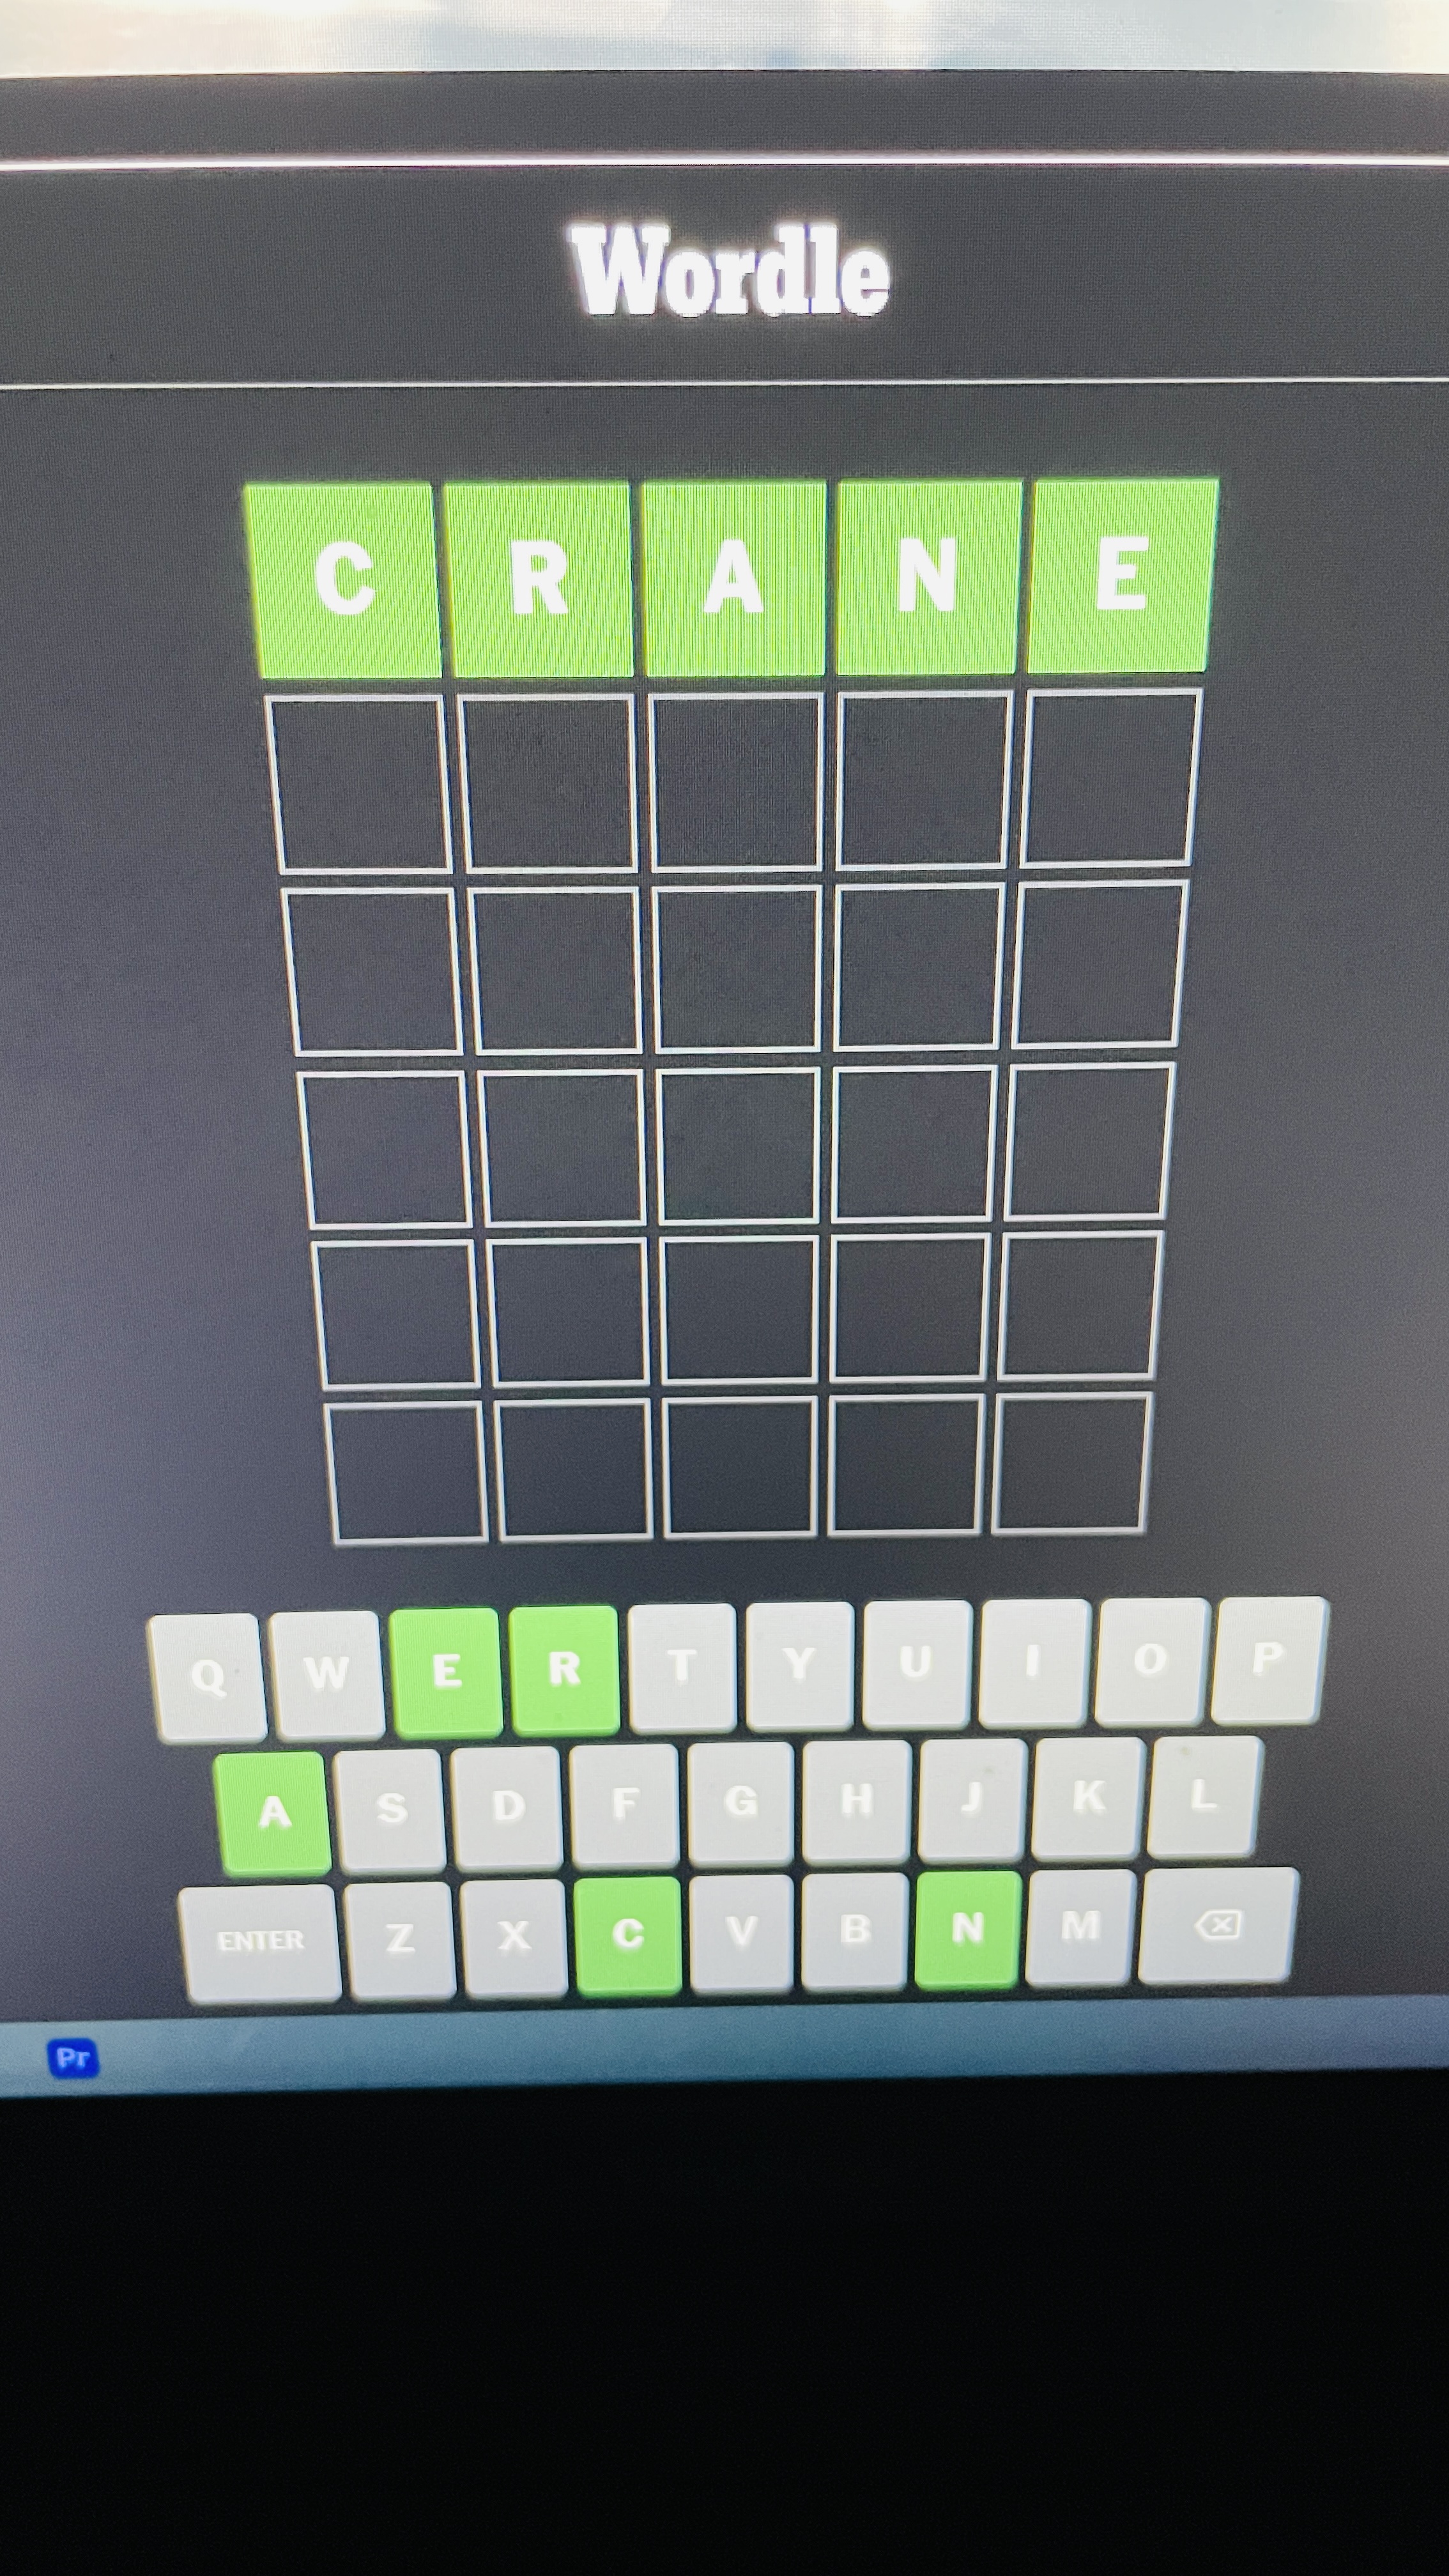 Wordle
C R A N E
Q W E R T Y U I O P
A S D F G H J K L
ENTER Z X C V B N M
Pr